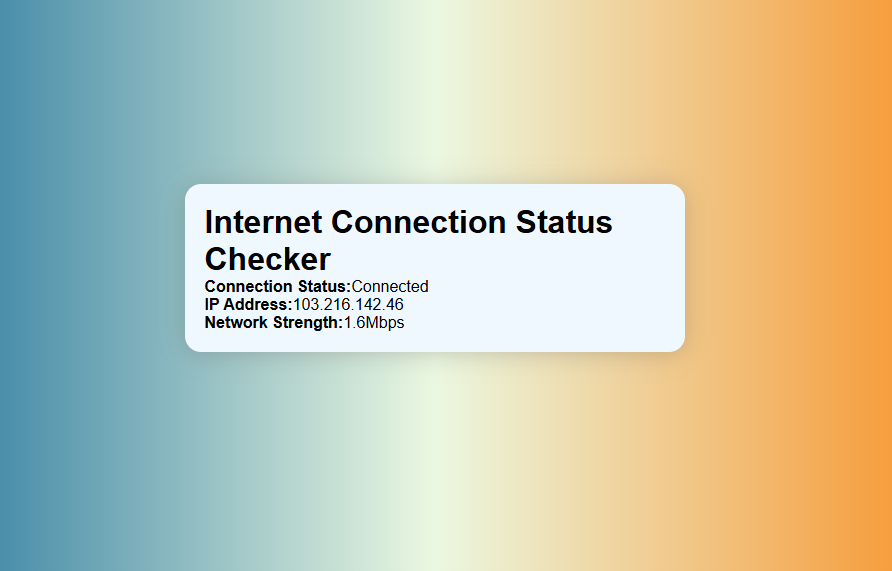 Internet Connection Status
Checker
Connection Status:Connected
IP Address:103.216.142.46
Network Strength:1.6Mbps